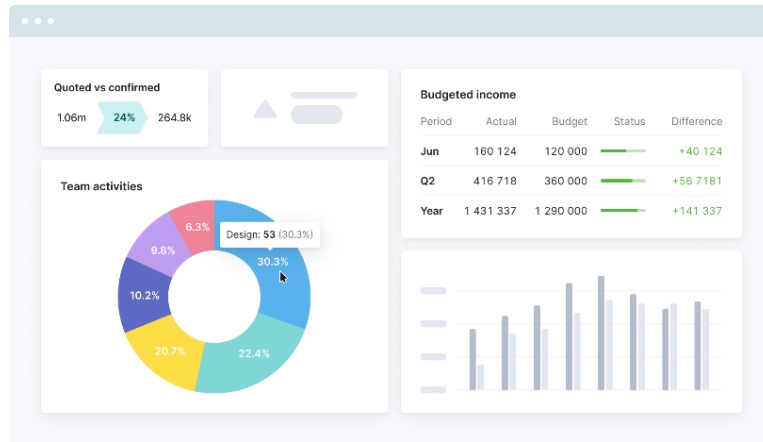 Quoted vs confirmed
1.06m 24% 264.8k
Budgeted income
Period Actual Budget Status Difference
Jun 160 124 120 000 +40 124
Q2 416 718 360 000 +56 7181
Year 1 431 337 1 290 000 +141 337
Team activities
6.3%
Design: 53 (30.3%)
9.8%
30.3%
10.2%
20.7%
22.4%